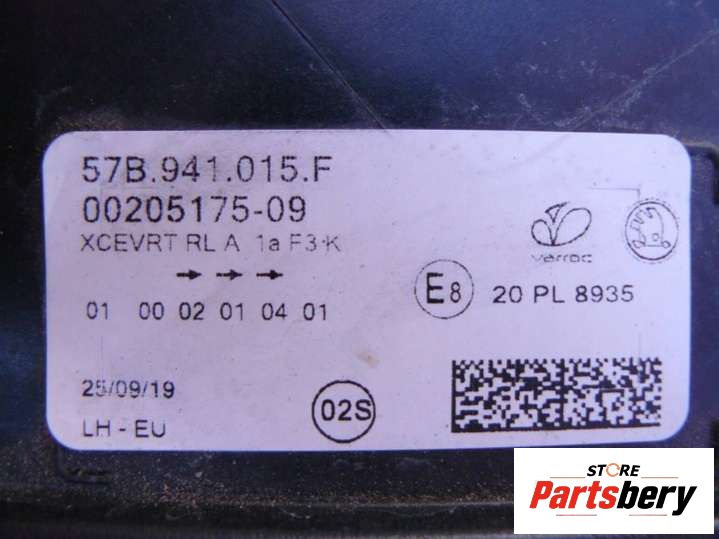 57B.941.015.F
00205175-09
XCEVRT RL A 1a F3·K
varroc
E8 20 PL 8935
01 00 02 01 04 01
25/09/19
02S
LH - EU
STORE
Partsbery